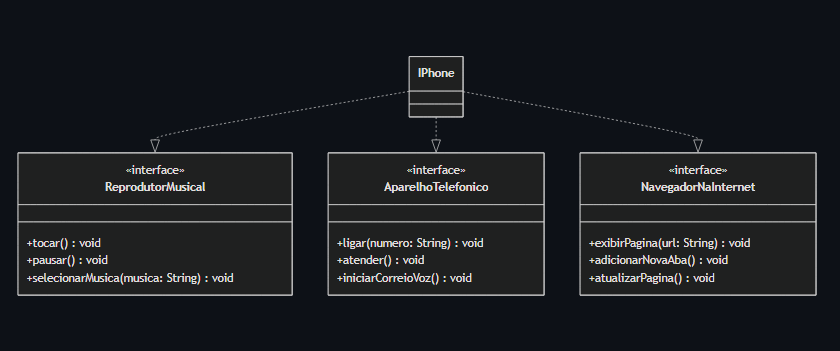 IPhone
«interface»
ReprodutorMusical
+tocar() : void
+pausar() : void
+selecionarMusica(musica: String) : void
«interface»
AparelhoTelefonico
+ligar(numero: String) : void
+atender() : void
+iniciarCorreioVoz() : void
«interface»
NavegadorNaInternet
+exibirPagina(url: String) : void
+adicionarNovaAba() : void
+atualizarPagina() : void